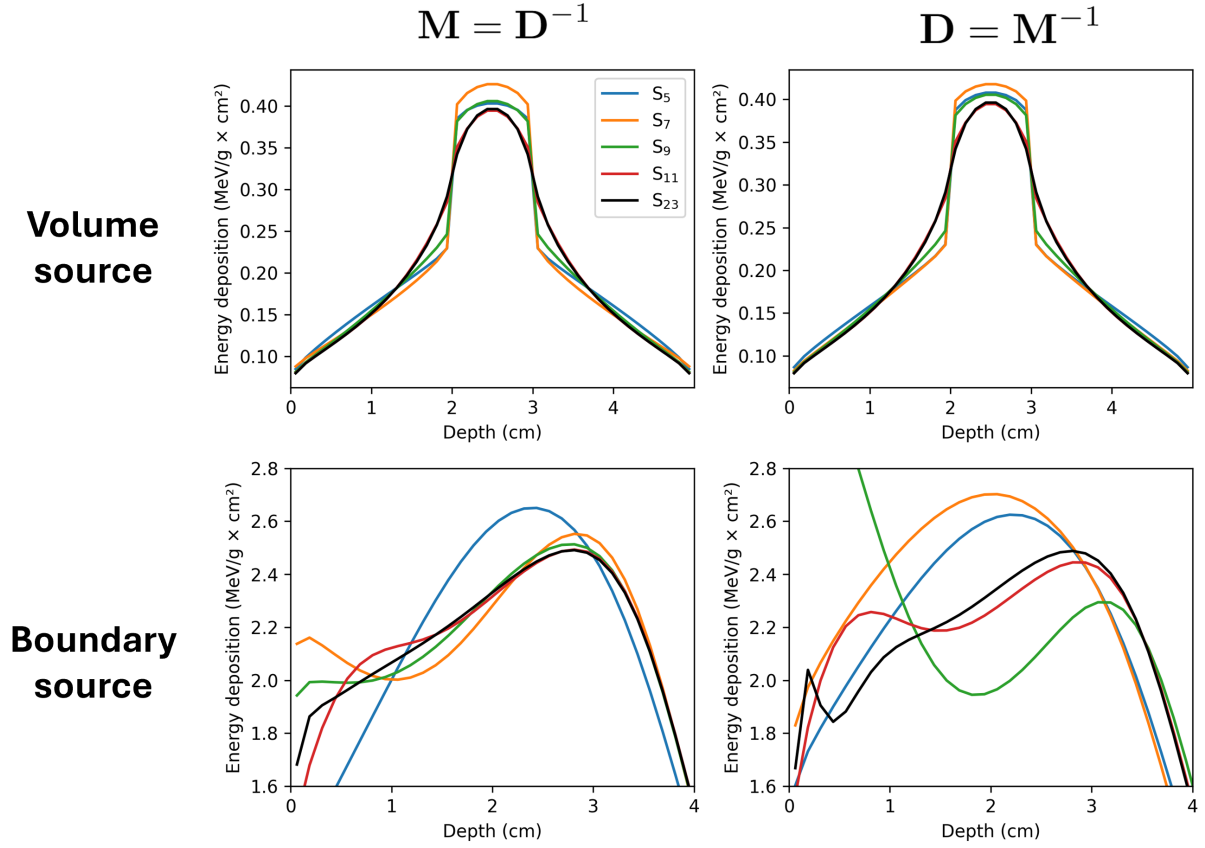 M = D⁻¹
D = M⁻¹
Volume
source
Energy deposition (MeV/g × cm²)
0.40
0.35
0.30
0.25
0.20
0.15
0.10
S₅
S₇
S₉
S₁₁
S₂₃
0 1 2 3 4
Depth (cm)
Energy deposition (MeV/g × cm²)
0.40
0.35
0.30
0.25
0.20
0.15
0.10
0 1 2 3 4
Depth (cm)
Boundary
source
Energy deposition (MeV/g × cm²)
2.8
2.6
2.4
2.2
2.0
1.8
1.6
0 1 2 3 4
Depth (cm)
Energy deposition (MeV/g × cm²)
2.8
2.6
2.4
2.2
2.0
1.8
1.6
0 1 2 3 4
Depth (cm)